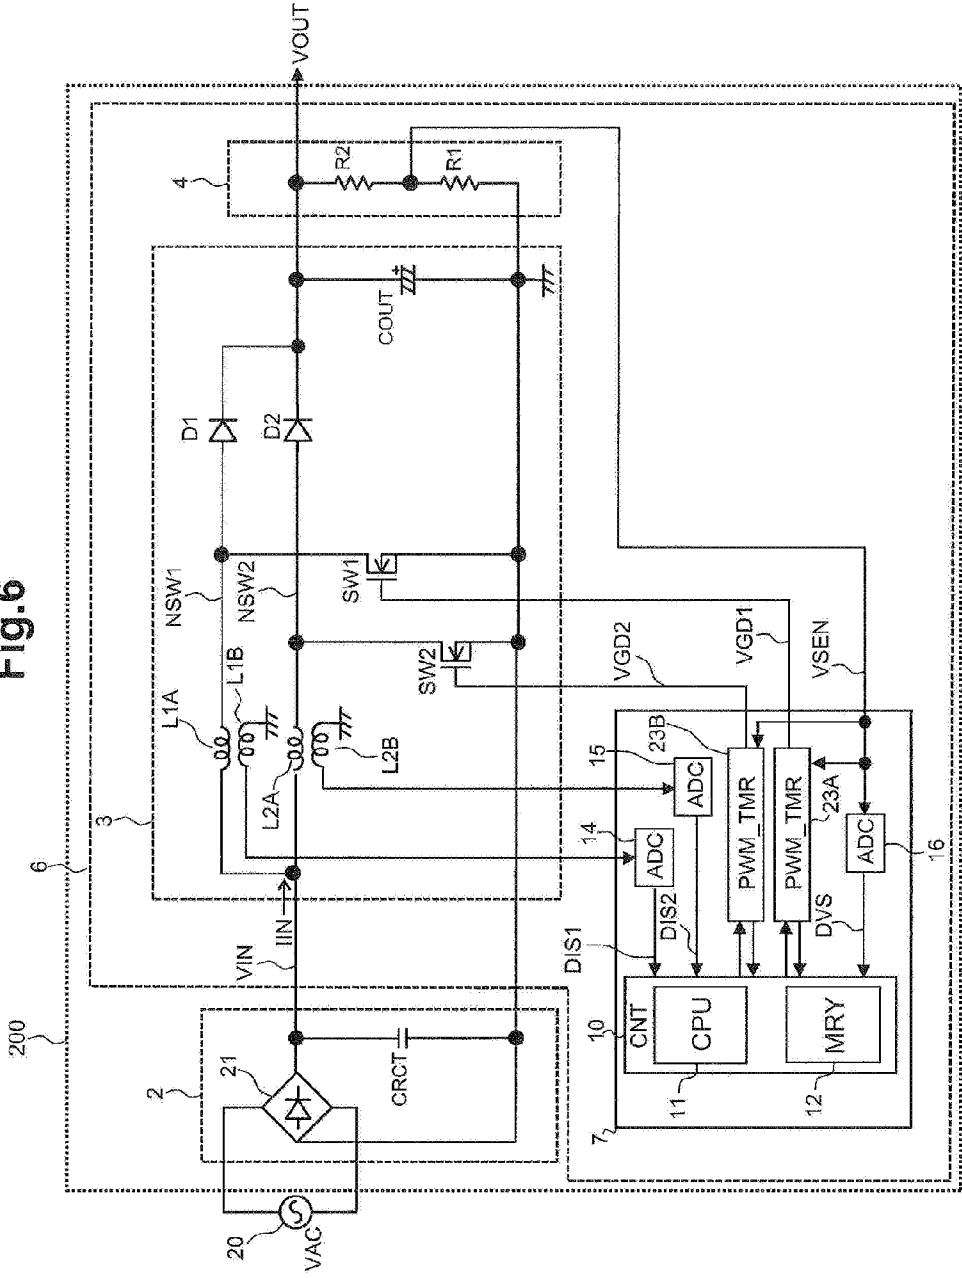 Fig.6
200
6
3
4
VOUT
R2
R1
D1
D2
COUT
NSW1
NSW2
SW1
SW2
L1A
L1B
L2A
L2B
VGD2
VGD1
VSEN
IIN
VIN
2
21
CRCT
20
VAC
7
15
ADC
14
ADC
23B
PWM_TMR
PWM_TMR
23A
ADC
16
DIS1
DIS2
DVS
10
CNT
CPU
MRY
11
12